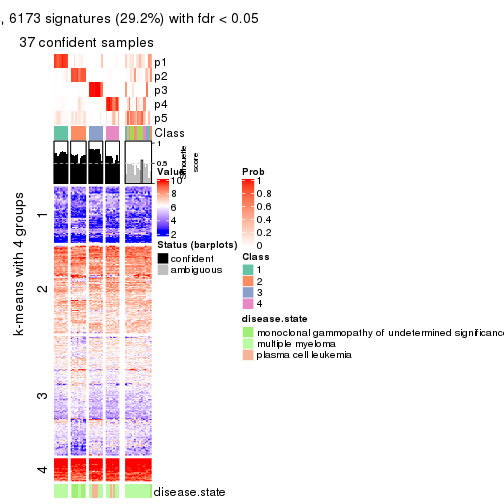 , 6173 signatures (29.2%) with fdr < 0.05
37 confident samples
p1
p2
p3
p4
p5
Class
1
0.5
0
silhouette
score
k-means with 4 groups
1
2
3
4
Value
10
8
6
4
2
Status (barplots)
confident
ambiguous
Prob
1
0.8
0.6
0.4
0.2
0
Class
1
2
3
4
disease.state
monoclonal gammopathy of undetermined significance
multiple myeloma
plasma cell leukemia
disease.state